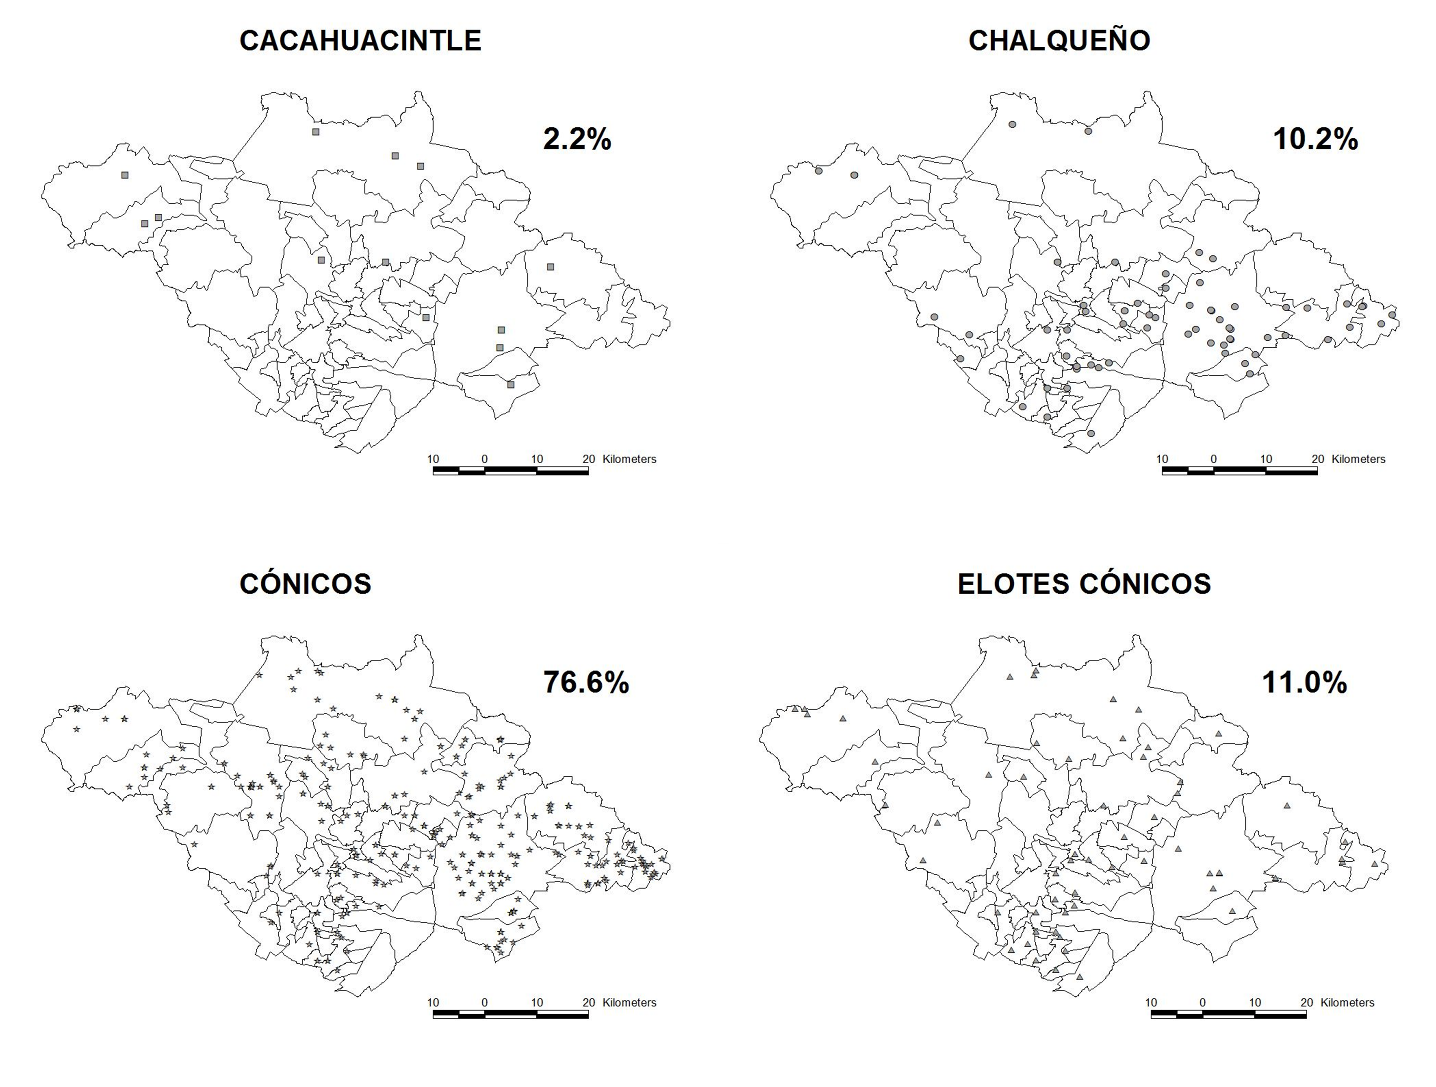 CACAHUACINTLE
2.2%
10 0 10 20 Kilometers
CHALQUEÑO
10.2%
10 0 10 20 Kilometers
CÓNICOS
76.6%
10 0 10 20 Kilometers
ELOTES CÓNICOS
11.0%
10 0 10 20 Kilometers